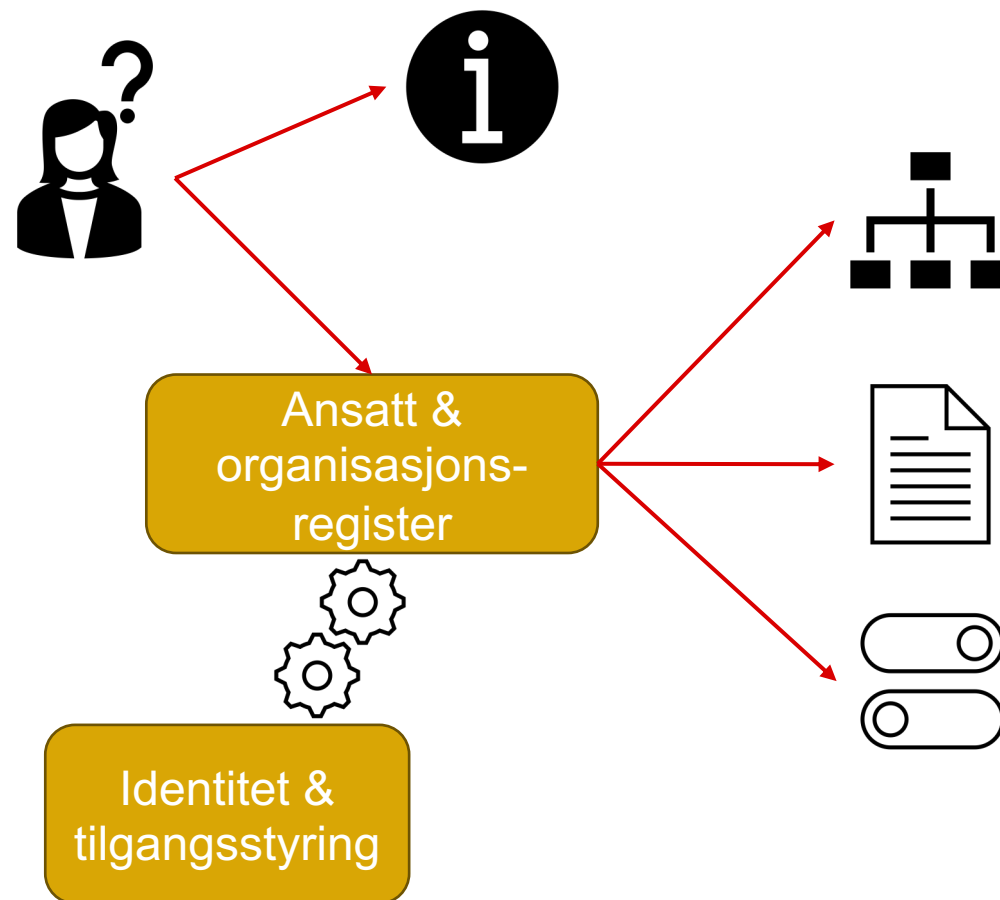 Ansatt &
organisasjons-
register
Identitet &
tilgangsstyring